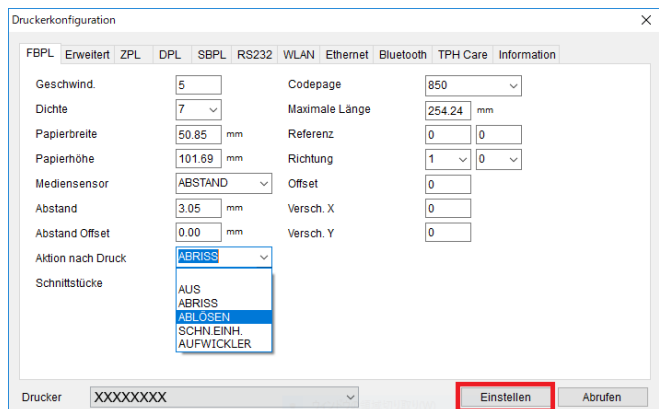 Druckerkonfiguration
FBPL Erweitert ZPL DPL SBPL RS232 WLAN Ethernet Bluetooth TPH Care Information
Geschwind. 5 Codepage 850
Dichte 7 Maximale Länge 254.24 mm
Papierbreite 50.85 mm Referenz 0 0
Papierhöhe 101.69 mm Richtung 1 0
Mediensensor ABSTAND Offset 0
Abstand 3.05 mm Versch. X 0
Abstand Offset 0.00 mm Versch. Y 0
Aktion nach Druck ABRISS
Schnittstücke
AUS
ABRISS
ABLÖSEN
SCHN.EINH.
AUFWICKLER
Drucker XXXXXXXX Einstellen Abrufen